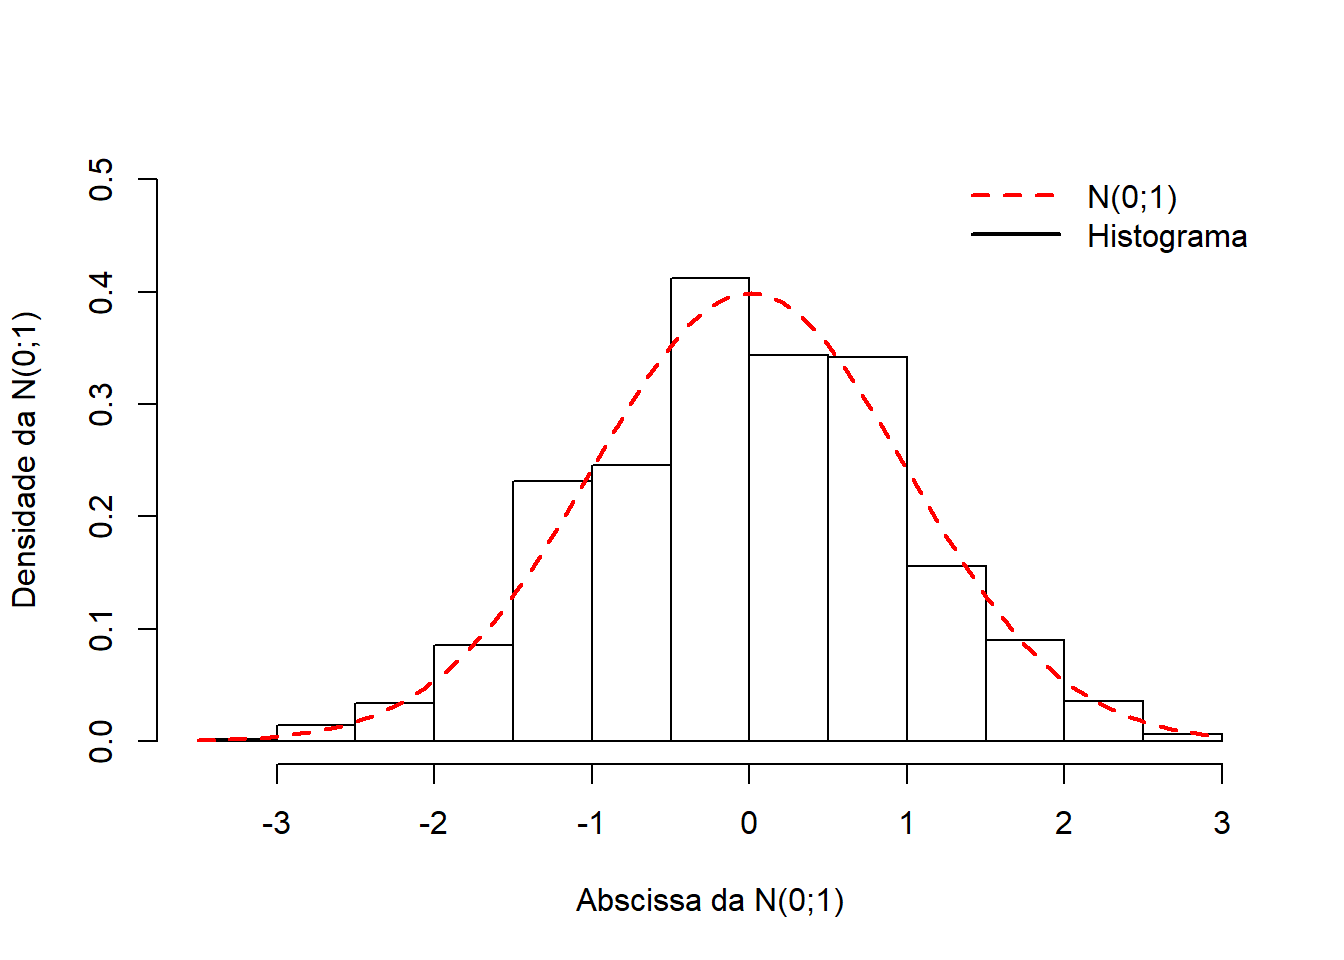 N(0;1)
Histograma
Densidade da N(0;1)
0.5
0.4
0.3
0.2
0.1
0.0
-3 -2 -1 0 1 2 3
Abscissa da N(0;1)